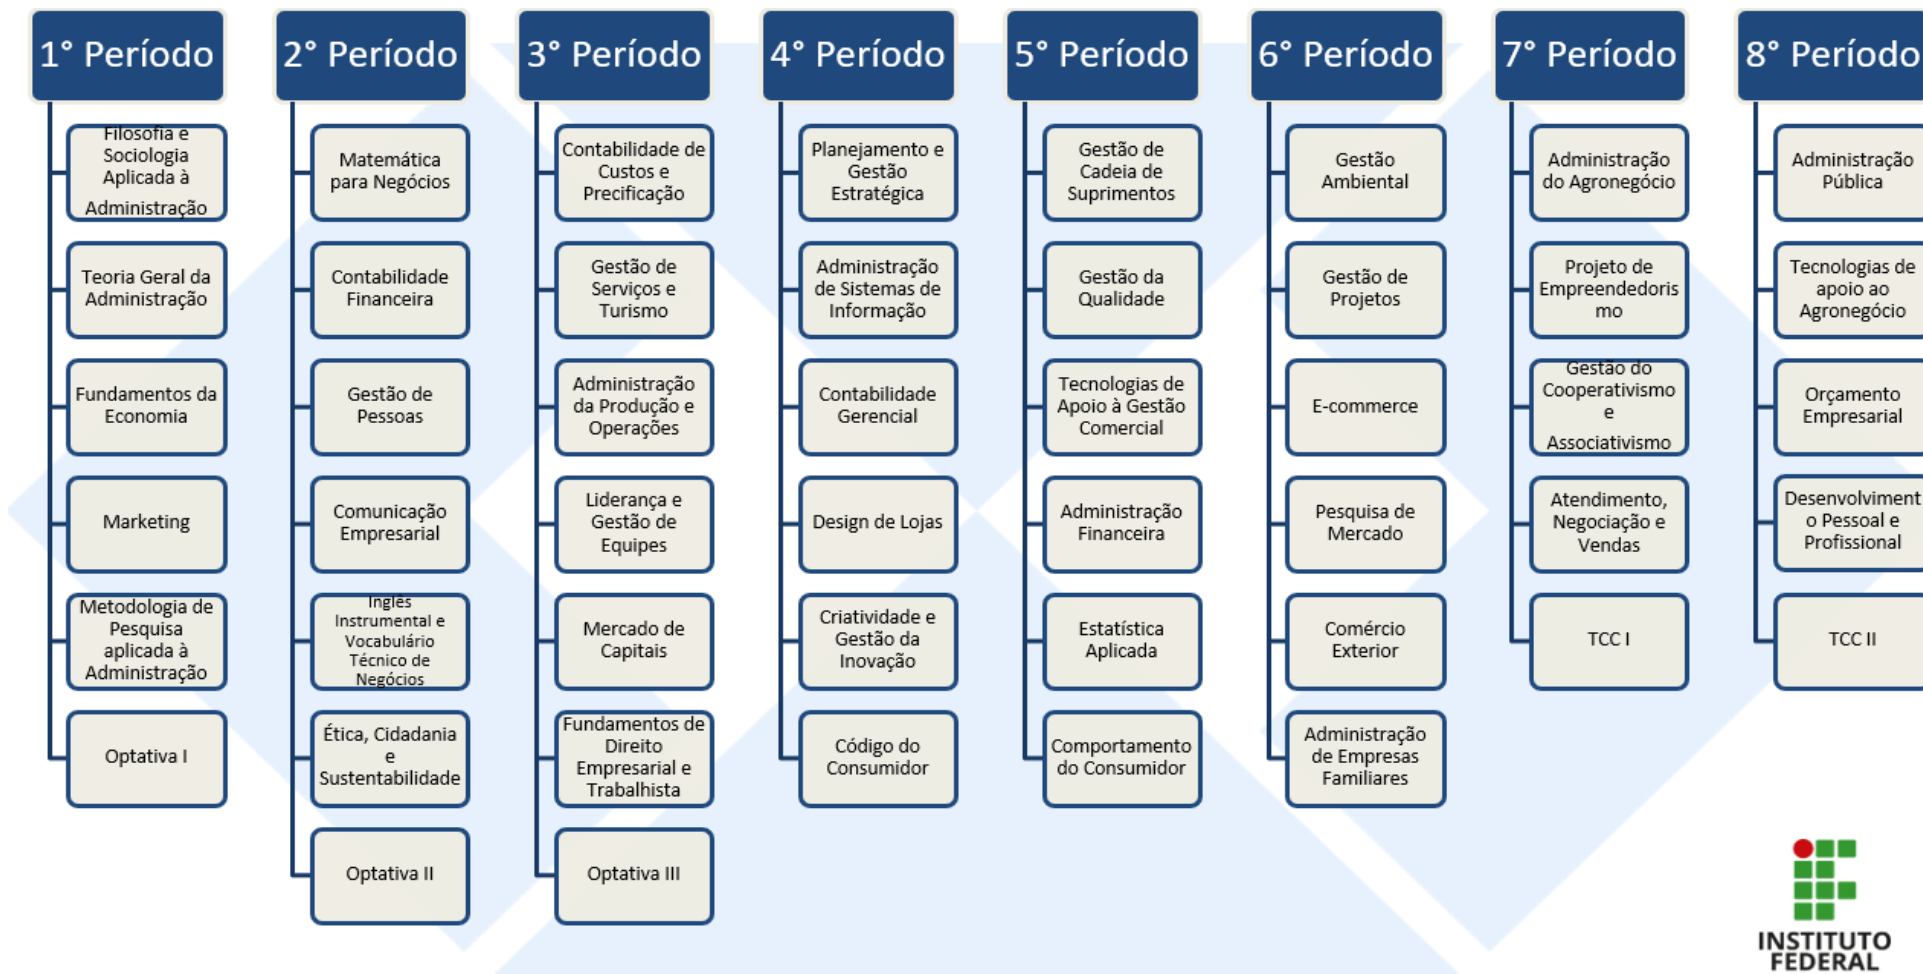 1° Período
Filosofia e
Sociologia
Aplicada à
Administração
Teoria Geral da
Administração
Fundamentos da
Economia
Marketing
Metodologia de
Pesquisa
aplicada à
Administração
Optativa I
2° Período
Matemática
para Negócios
Contabilidade
Financeira
Gestão de
Pessoas
Comunicação
Empresarial
Inglês
Instrumental e
Vocabulário
Técnico de
Negócios
Ética, Cidadania
e
Sustentabilidade
Optativa II
3° Período
Contabilidade de
Custos e
Precificação
Gestão de
Serviços e
Turismo
Administração
da Produção e
Operações
Liderança e
Gestão de
Equipes
Mercado de
Capitais
Fundamentos de
Direito
Empresarial e
Trabalhista
Optativa III
4° Período
Planejamento e
Gestão
Estratégica
Administração
de Sistemas de
Informação
Contabilidade
Gerencial
Design de Lojas
Criatividade e
Gestão da
Inovação
Código do
Consumidor
5° Período
Gestão de
Cadeia de
Suprimentos
Gestão da
Qualidade
Tecnologias de
Apoio à Gestão
Comercial
Administração
Financeira
Estatística
Aplicada
Comportamento
do Consumidor
6° Período
Gestão
Ambiental
Gestão de
Projetos
E-commerce
Pesquisa de
Mercado
Comércio
Exterior
Administração
de Empresas
Familiares
7° Período
Administração
do Agronegócio
Projeto de
Empreendedoris
mo
Gestão do
Cooperativismo
e
Associativismo
Atendimento,
Negociação e
Vendas
TCC I
8° Período
Administração
Pública
Tecnologias de
apoio ao
Agronegócio
Orçamento
Empresarial
Desenvolviment
o Pessoal e
Profissional
TCC II
INSTITUTO
FEDERAL